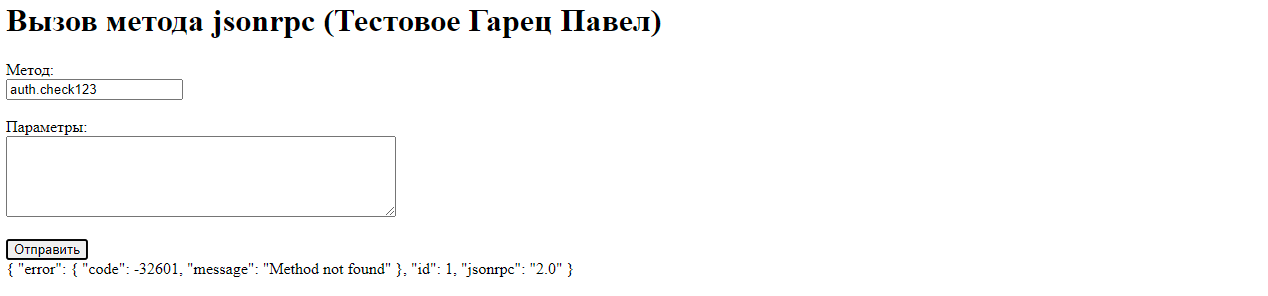 Вызов метода jsonrpc (Тестовое Гарец Павел)
Метод:
auth.check123
Параметры:
Отправить
{ "error": { "code": -32601, "message": "Method not found" }, "id": 1, "jsonrpc": "2.0" }